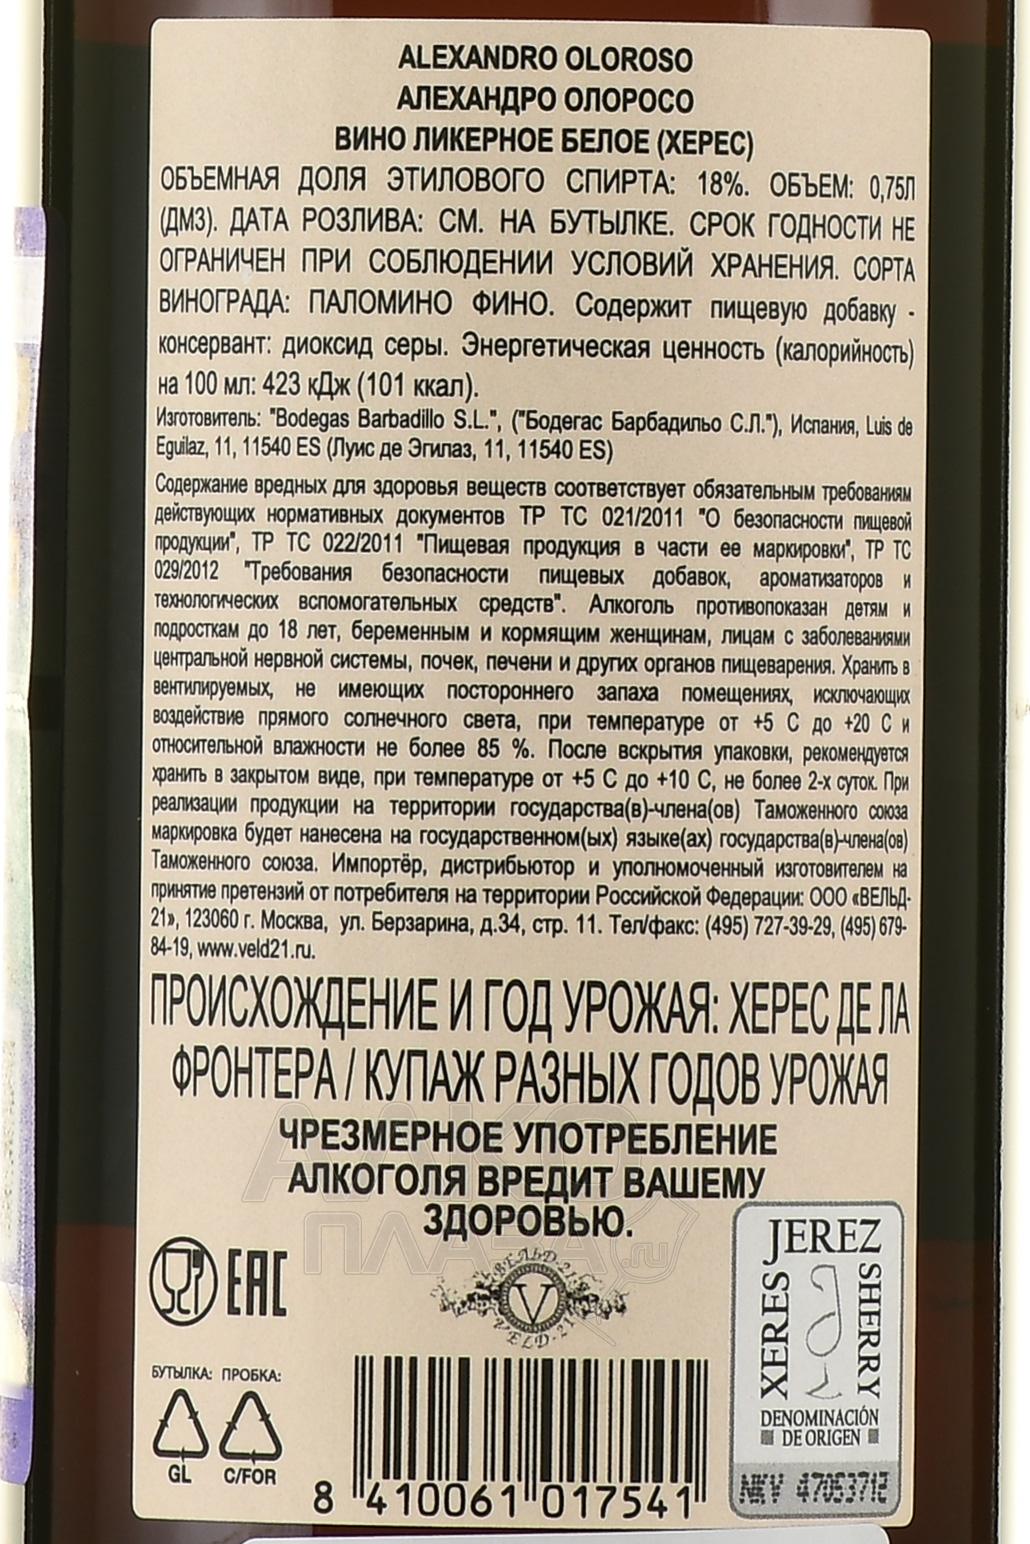 ALEXANDRO OLOROSO
АЛЕХАНДРО ОЛОРОСО
ВИНО ЛИКЕРНОЕ БЕЛОЕ (ХЕРЕС)
ОБЪЕМНАЯ ДОЛЯ ЭТИЛОВОГО СПИРТА: 18%. ОБЪЕМ: 0,75Л
(ДМ3). ДАТА РОЗЛИВА: СМ. НА БУТЫЛКЕ. СРОК ГОДНОСТИ НЕ
ОГРАНИЧЕН ПРИ СОБЛЮДЕНИИ УСЛОВИЙ ХРАНЕНИЯ. СОРТА
ВИНОГРАДА: ПАЛОМИНО ФИНО. Содержит пищевую добавку -
консервант: диоксид серы. Энергетическая ценность (калорийность)
на 100 мл: 423 кДж (101 ккал).
Изготовитель: "Bodegas Barbadillo S.L.", ("Бодегас Барбадильо С.Л."), Испания, Luis de
Eguilaz, 11, 11540 ES (Луис де Эгилаз, 11, 11540 ES)
Содержание вредных для здоровья веществ соответствует обязательным требованиям
действующих нормативных документов ТР ТС 021/2011 "О безопасности пищевой
продукции", ТР ТС 022/2011 "Пищевая продукция в части ее маркировки", ТР ТС
029/2012 "Требования безопасности пищевых добавок, ароматизаторов и
технологических вспомогательных средств". Алкоголь противопоказан детям и
подросткам до 18 лет, беременным и кормящим женщинам, лицам с заболеваниями
центральной нервной системы, почек, печени и других органов пищеварения. Хранить в
вентилируемых, не имеющих постороннего запаха помещениях, исключающих
воздействие прямого солнечного света, при температуре от +5 С до +20 С и
относительной влажности не более 85 %. После вскрытия упаковки, рекомендуется
хранить в закрытом виде, при температуре от +5 С до +10 С, не более 2-х суток. При
реализации продукции на территории государства(в)-члена(ов) Таможенного союза
маркировка будет нанесена на государственном(ых) языке(ах) государства(в)-члена(ов)
Таможенного союза. Импортёр, дистрибьютор и уполномоченный изготовителем на
принятие претензий от потребителя на территории Российской Федерации: ООО «ВЕЛЬД-
21», 123060 г. Москва, ул. Берзарина, д.34, стр. 11. Тел/факс: (495) 727-39-29, (495) 679-
84-19, www.veld21.ru.
ПРОИСХОЖДЕНИЕ И ГОД УРОЖАЯ: ХЕРЕС ДЕ ЛА
ФРОНТЕРА / КУПАЖ РАЗНЫХ ГОДОВ УРОЖАЯ
ЧРЕЗМЕРНОЕ УПОТРЕБЛЕНИЕ
АЛКОГОЛЯ ВРЕДИТ ВАШЕМУ
ЗДОРОВЬЮ.
АЛКО
ПЛАЗА.ru
EAC
ВЕЛЬД-21
V
VELD-21
JEREZ
XERES
SHERRY
DENOMINACIÓN
DE ORIGEN
NKV 47053712
БУТЫЛКА: ПРОБКА:
GL C/FOR
8 410061 017541